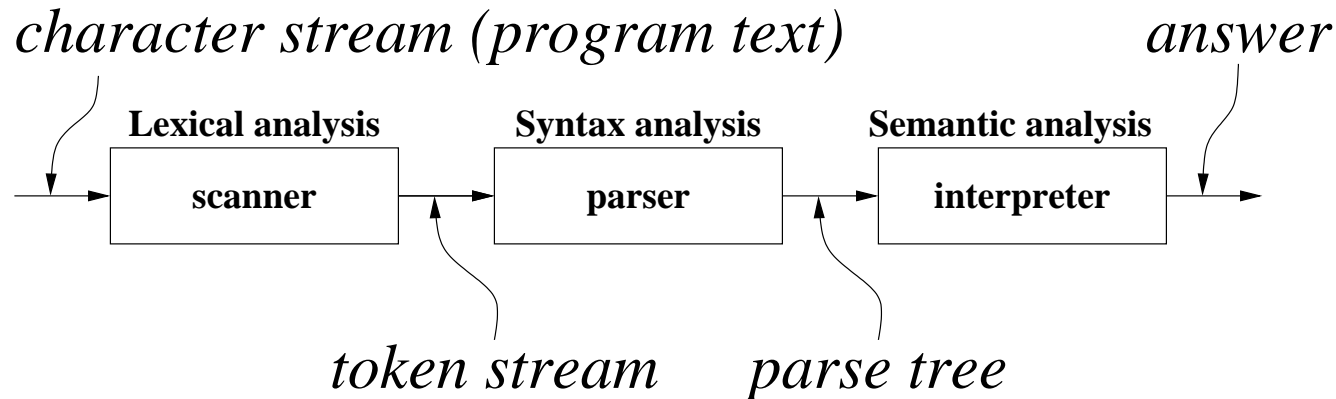 character stream (program text)
answer
Lexical analysis
Syntax analysis
Semantic analysis
scanner
parser
interpreter
token stream
parse tree